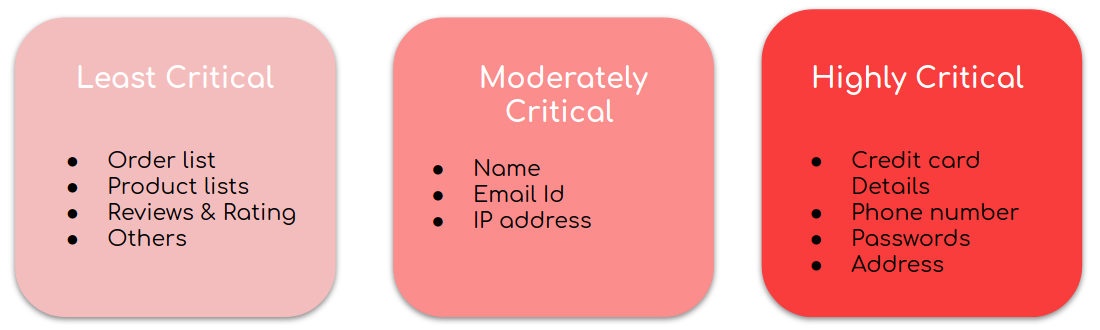 Least Critical
● Order list
● Product lists
● Reviews & Rating
● Others
Moderately
Critical
● Name
● Email Id
● IP address
Highly Critical
● Credit card
Details
● Phone number
● Passwords
● Address